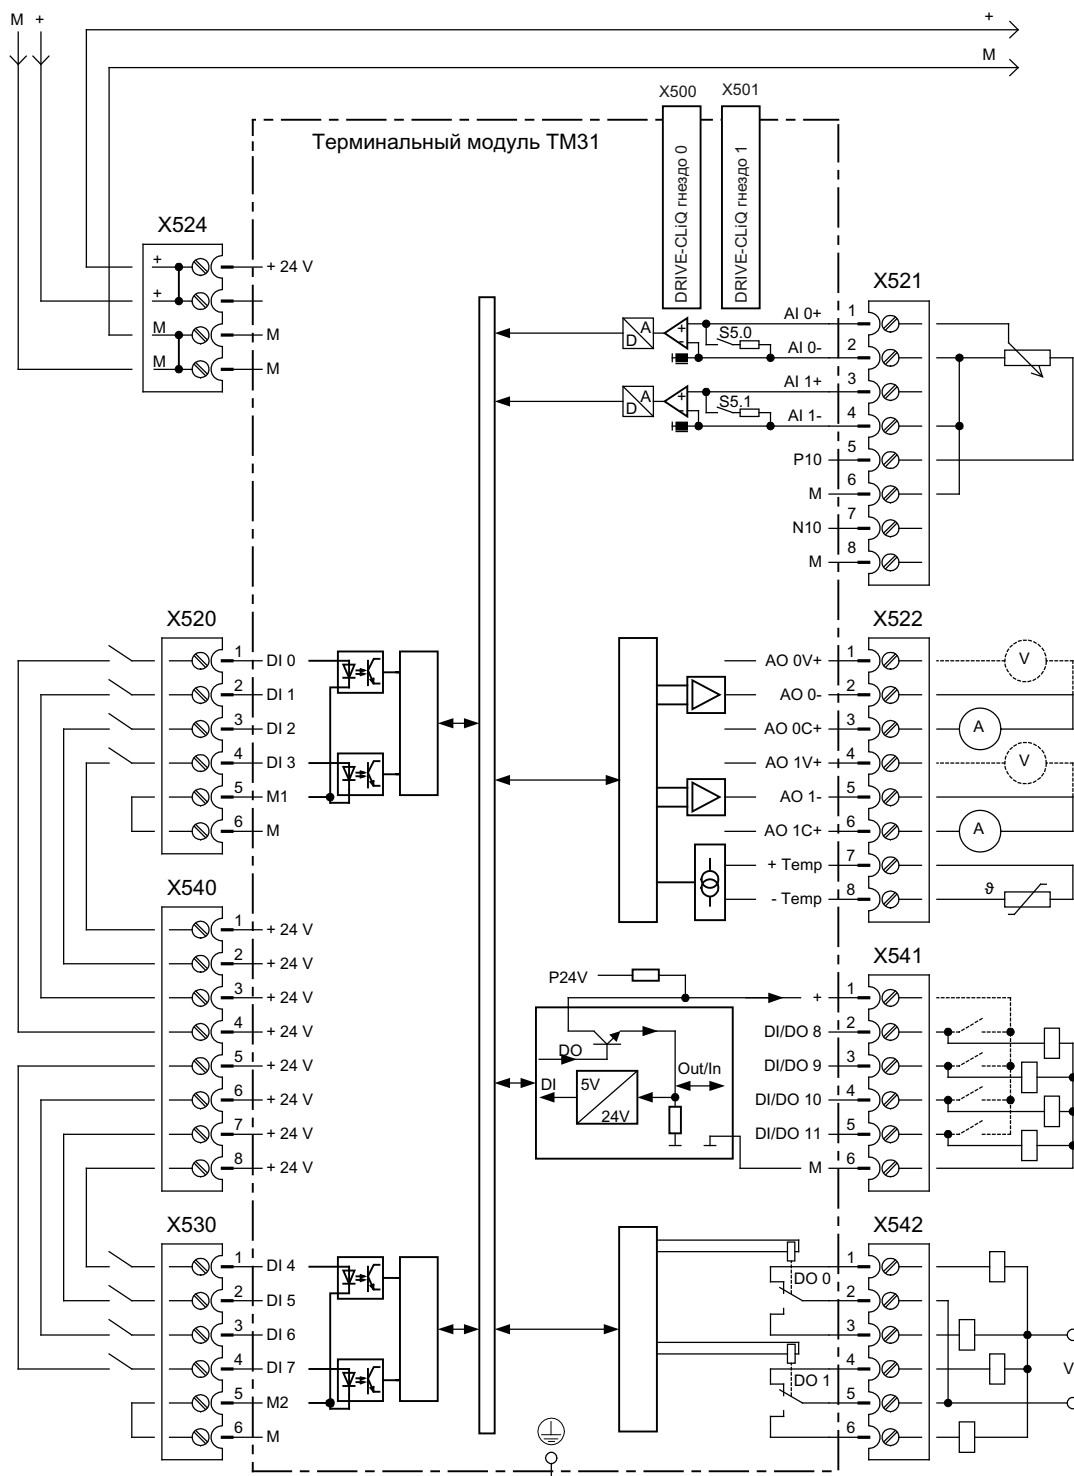 M +
+
M
X500 X501
Терминальный модуль TM31
DRIVE-CLiQ гнездо 0
DRIVE-CLiQ гнездо 1
X524
+ + 24 V
+
M M
M M
X521
AI 0+ 1
S5.0
AI 0- 2
D A + -
AI 1+ 3
S5.1
AI 1- 4
D A + -
P10 5
M 6
N10 7
M 8
X520
1 DI 0
2 DI 1
3 DI 2
4 DI 3
5 M1
6 M
X522
AO 0V+ 1 V
AO 0- 2
AO 0C+ 3 A
AO 1V+ 4 V
AO 1- 5
AO 1C+ 6 A
+ Temp 7
- Temp 8 ϑ
X540
1 + 24 V
2 + 24 V
3 + 24 V
4 + 24 V
5 + 24 V
6 + 24 V
7 + 24 V
8 + 24 V
X541
P24V
+ 1
DI/DO 8 2
DO
DI/DO 9 3
DI 5V Out/In
24V
DI/DO 10 4
DI/DO 11 5
M 6
X530
1 DI 4
2 DI 5
3 DI 6
4 DI 7
5 M2
6 M
X542
1
DO 0
2
3
4
DO 1
5
6
V